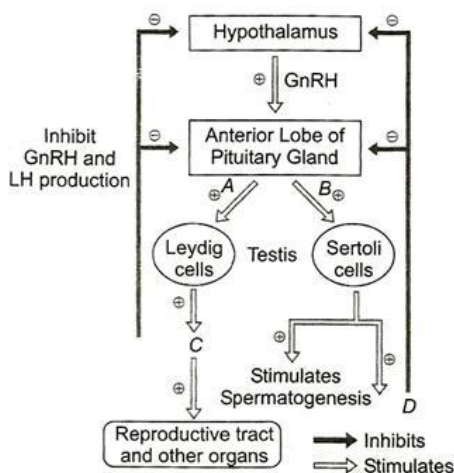 ⊖
⊖
Hypothalamus
⊕ GnRH
Inhibit
GnRH and
LH production
⊖
⊖
Anterior Lobe of
Pituitary Gland
⊕ A
B ⊕
Leydig
cells
Testis
Sertoli
cells
⊕
⊕
⊕
C
Stimulates
Spermatogenesis
D
⊕
Reproductive tract
and other organs
Inhibits
Stimulates